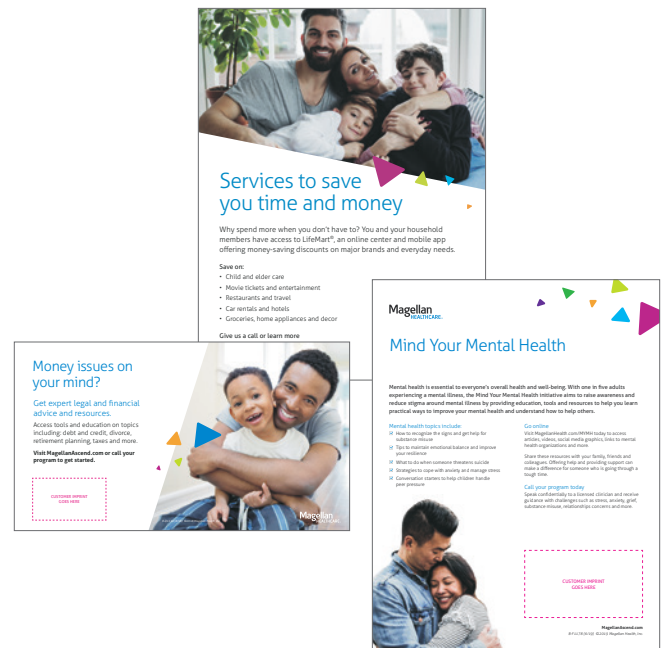 Services to save
you time and money
Why spend more when you don't have to? You and your household
members have access to LifeMart®, an online center and mobile app
offering money-saving discounts on major brands and everyday needs.
Save on:
• Child and elder care
• Movie tickets and entertainment
• Restaurants and travel
• Car rentals and hotels
• Groceries, home appliances and decor
Give us a call or learn more
Money issues on
your mind?
Get expert legal and financial
advice and resources.
Access tools and education on topics
including: debt and credit, divorce,
retirement planning, taxes and more.
Visit MagellanAscend.com or call your
program to get started.
CUSTOMER IMPRINT
GOES HERE
Magellan
HEALTHCARE
Magellan
HEALTHCARE
Mind Your Mental Health
Mental health is essential to everyone's overall health and well-being. With one in five adults
experiencing a mental illness, the Mind Your Mental Health initiative aims to raise awareness and
reduce stigma around mental illness by providing education, tools and resources to help you learn
practical ways to improve your mental health and understand how to help others.
Mental health topics include:
How to recognize the signs and get help for
substance misuse
Tips to maintain emotional balance and improve
your resilience
What to do when someone threatens suicide
Strategies to cope with anxiety and manage stress
Conversation starters to help children handle
peer pressure
Go online
Visit MagellanHealth.com/MYMH today to access
articles, videos, social media graphics, links to mental
health organizations and more.
Share these resources with your family, friends and
colleagues. Offering help and providing support can
make a difference for someone who is going through a
tough time.
Call your program today
Speak confidentially to a licensed clinician and receive
guidance with challenges such as stress, anxiety, grief,
substance misuse, relationships concerns and more.
CUSTOMER IMPRINT
GOES HERE
MagellanAscend.com
Magellan Health, Inc.